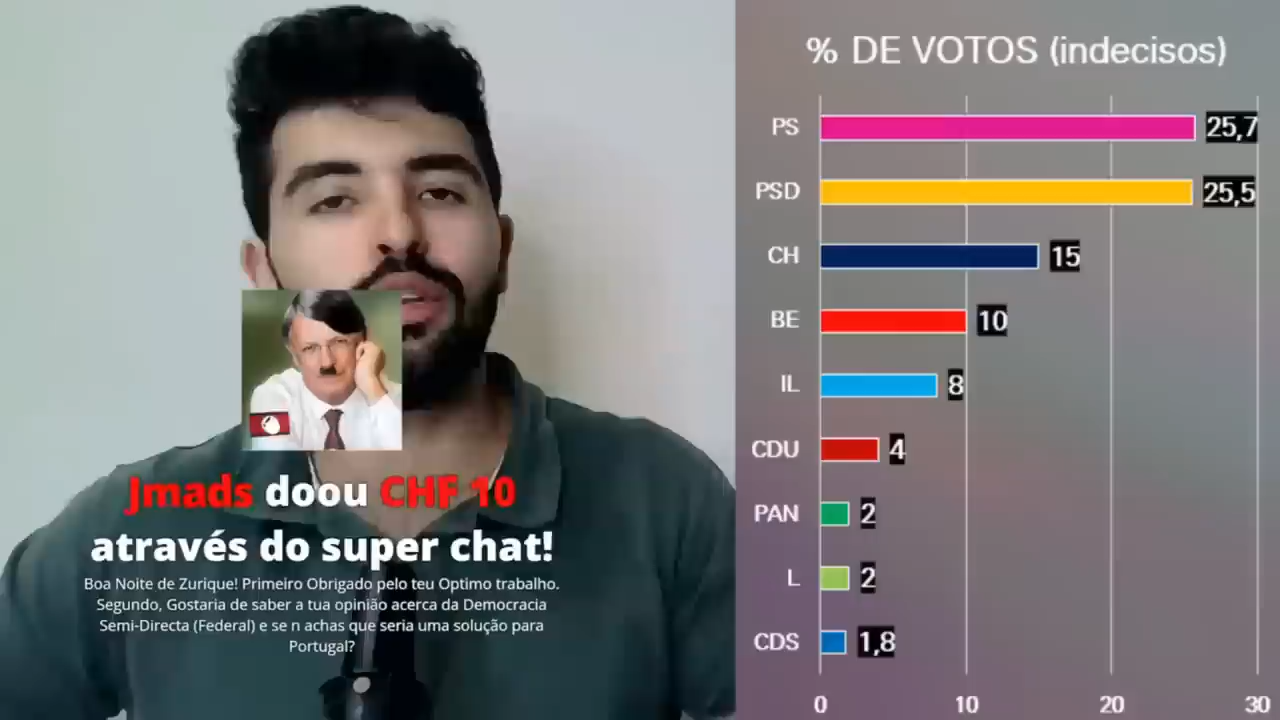 Jmads doou CHF 10
através do super chat!
Boa Noite de Zurique! Primeiro Obrigado pelo teu Optimo trabalho.
Segundo, Gostaria de saber a tua opinião acerca da Democracia
Semi-Directa (Federal) e se n achas que seria uma solução para
Portugal?
% DE VOTOS (indecisos)
PS 25,7
PSD 25,5
CH 15
BE 10
IL 8
CDU 4
PAN 2
L 2
CDS 1,8
0 10 20 30